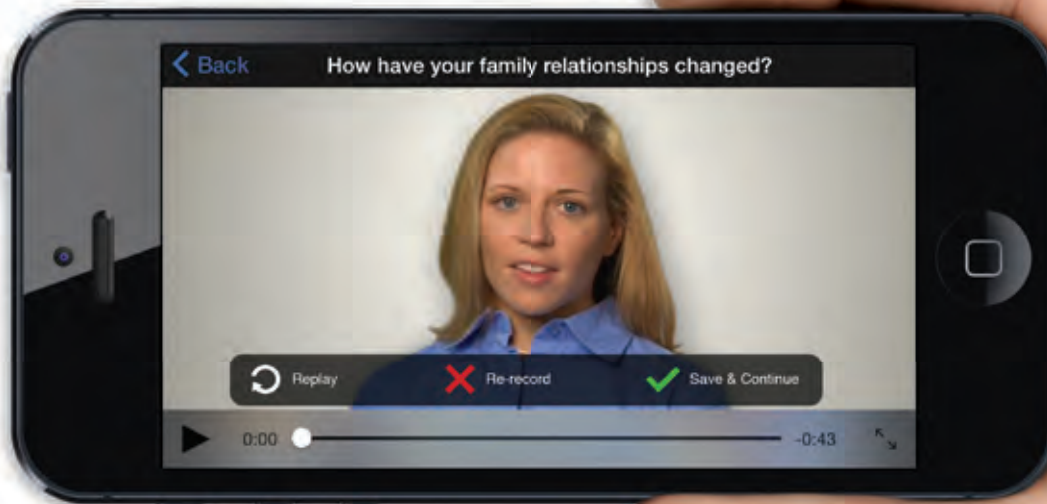 Back
How have your family relationships changed?
Replay
Re-record
Save & Continue
0:00
-0:43